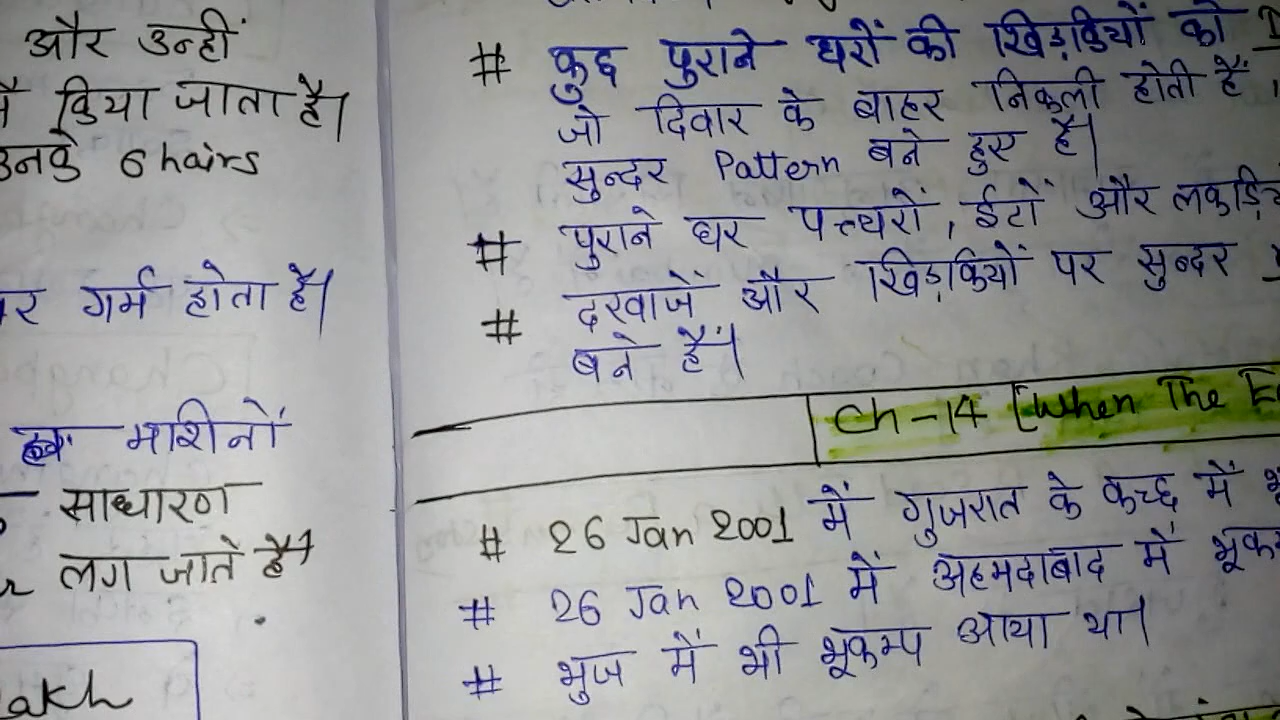 और उन्हीं
किया जाता है।
उनके chairs
गर्म होता है।
मशीनों
साधारण
लग जाते है।
akh
# कुछ पुराने घरों की खिड़कियों को
जो दिवार के बाहर निकली होती हैं,
सुन्दर Pattern बने हुए है।
# पुराने घर पत्थरों, ईटों और
# दरवाजें और खिड़कियों पर सुन्दर
बने हैं।
Ch-14 [When The
# 26 Jan 2001 में गुजरात के कच्छ में
# 26 Jan 2001 में अहमदाबाद में
# भुज में भी भूकम्प आया था।